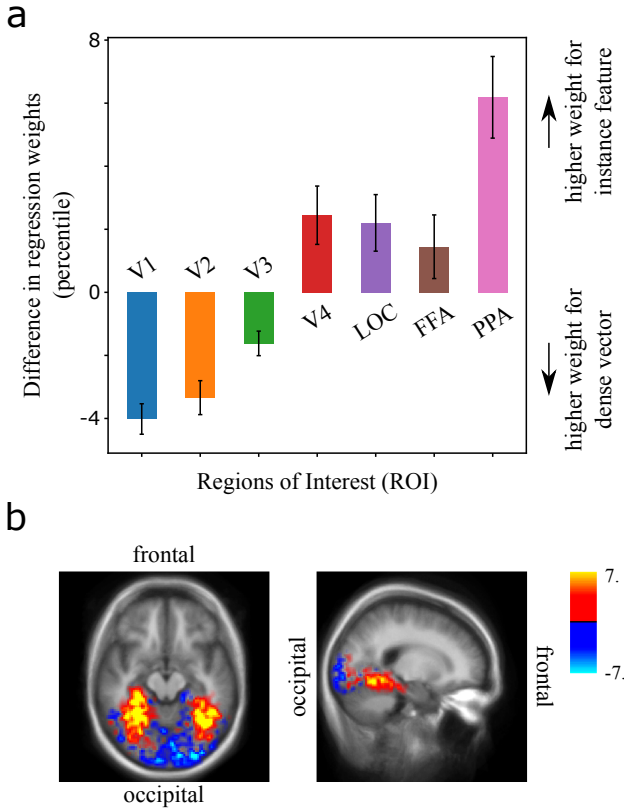 a
8
0
-4
Difference in regression weights
(percentile)
V1
V2
V3
V4
LOC
FFA
PPA
higher weight for
instance feature
higher weight for
dense vector
Regions of Interest (ROI)
b
frontal
occipital
occipital
frontal
7.
-7.